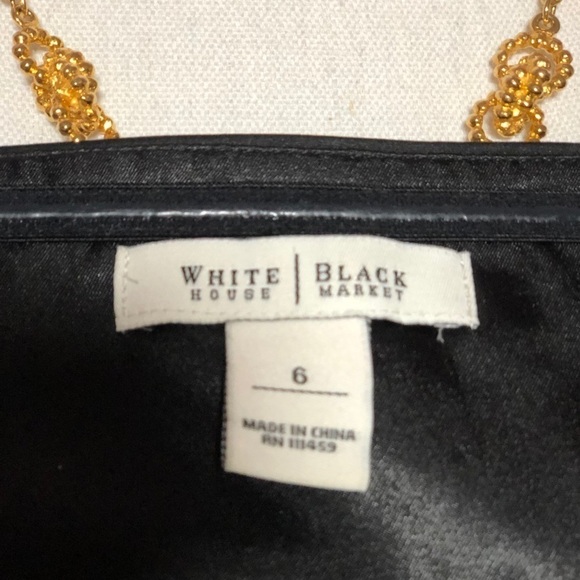 WHITE | BLACK
HOUSE | MARKET
6
MADE IN CHINA
RN 111459